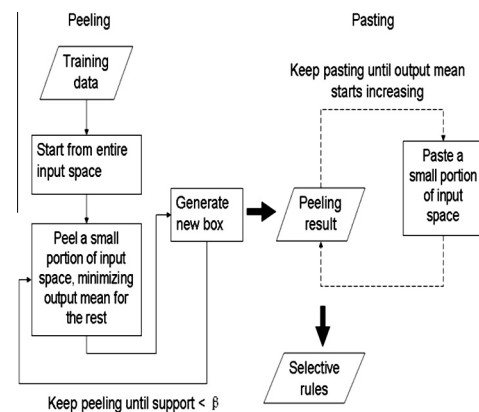 Peeling
Training
data
Start from entire
input space
Peel a small
portion of input
space, minimizing
output mean for
the rest
Generate
new box
Keep peeling until support < β
Pasting
Keep pasting until output mean
starts increasing
Peeling
result
Paste a
small portion
of input
space
Selective
rules